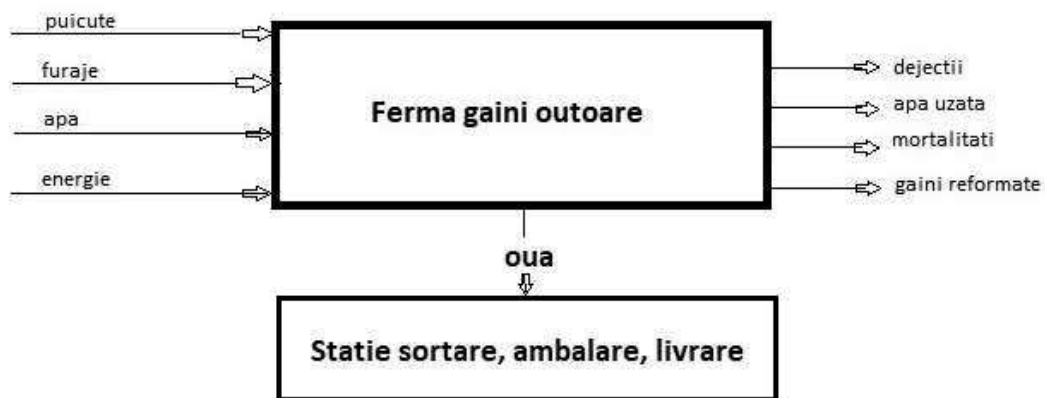 puicute
furaje
apa
energie
Ferma gaini outoare
dejectii
apa uzata
mortalitati
gaini reformate
oua
Statie sortare, ambalare, livrare